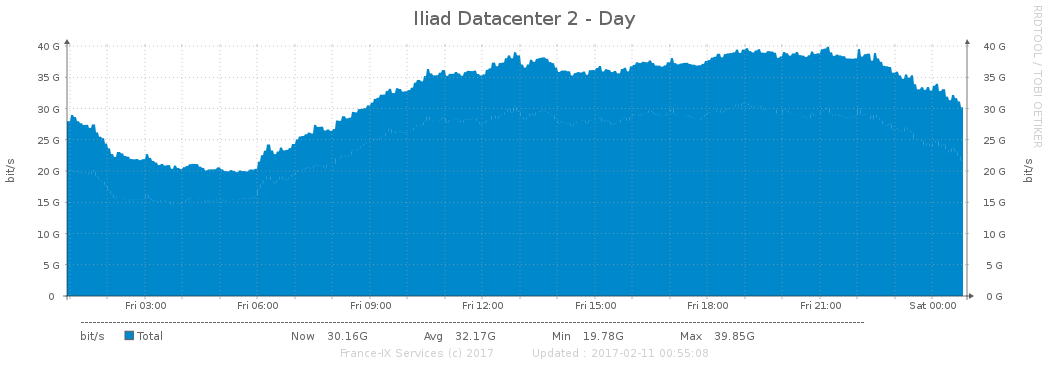 Iliad Datacenter 2 - Day
RRDTOOL / TOBI OETIKER
bit/s
bit/s
40 G 40 G
35 G 35 G
30 G 30 G
25 G 25 G
20 G 20 G
15 G 15 G
10 G 10 G
5 G 5 G
0 0 G
Fri 03:00 Fri 06:00 Fri 09:00 Fri 12:00 Fri 15:00 Fri 18:00 Fri 21:00 Sat 00:00
bit/s Total Now 30.16G Avg 32.17G Min 19.78G Max 39.85G
France-IX Services (c) 2017 Updated : 2017-02-11 00:55:08